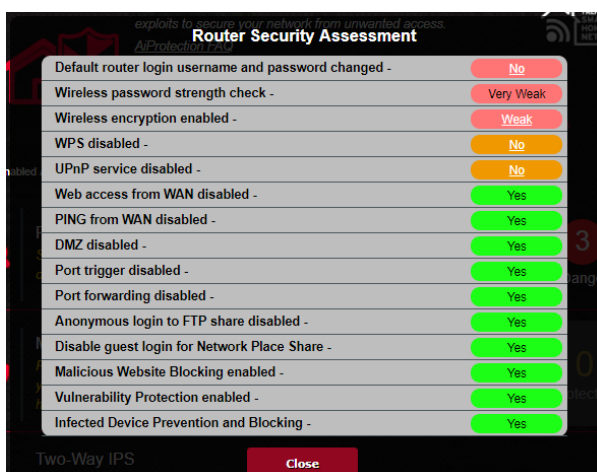 exploits to secure your network from unwanted access.
Router Security Assessment
AiProtection FAQ
Default router login username and password changed - No
Wireless password strength check - Very Weak
Wireless encryption enabled - Weak
WPS disabled - No
UPnP service disabled - No
Web access from WAN disabled - Yes
PING from WAN disabled - Yes
DMZ disabled - Yes
Port trigger disabled - Yes
Port forwarding disabled - Yes
Anonymous login to FTP share disabled - Yes
Disable guest login for Network Place Share - Yes
Malicious Website Blocking enabled - Yes
Vulnerability Protection enabled - Yes
Infected Device Prevention and Blocking - Yes
3
0
Two-Way IPS
Close